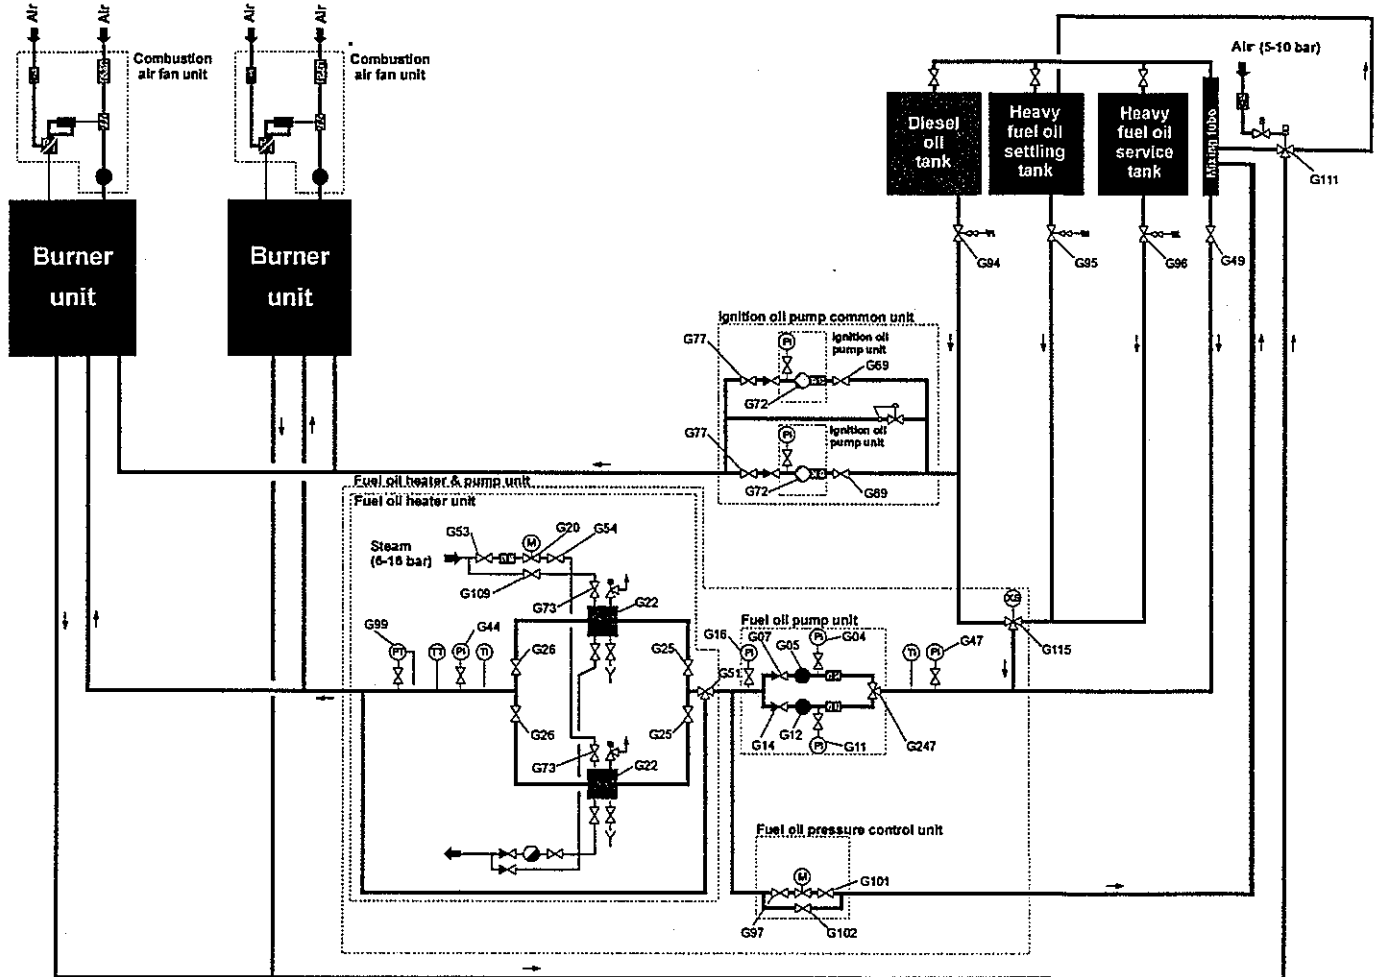 Air
Air
Air
Air
Combustion
air fan unit
Combustion
air fan unit
Air (5-10 bar)
Diesel
oil
tank
Heavy
fuel oil
settling
tank
Heavy
fuel oil
service
tank
Mixing tube
G111
Burner
unit
Burner
unit
G94
G95
G96
G49
Ignition oil pump common unit
G77
PI
Ignition oil
pump unit
G69
G72
G77
PI
Ignition oil
pump unit
G72
G69
Fuel oil heater & pump unit
Fuel oil heater unit
G53
M
G20
G54
Steam
(6-16 bar)
G109
G73
G22
G99
PT
TT
G44
PI
TI
G26
G26
G25
G25
G51
G73
G22
Fuel oil pump unit
G16
PI
G07
G05
PI
G04
G14
G12
PI
G11
G247
TI
PI
G47
XS
G115
Fuel oil pressure control unit
M
G101
G97
G102